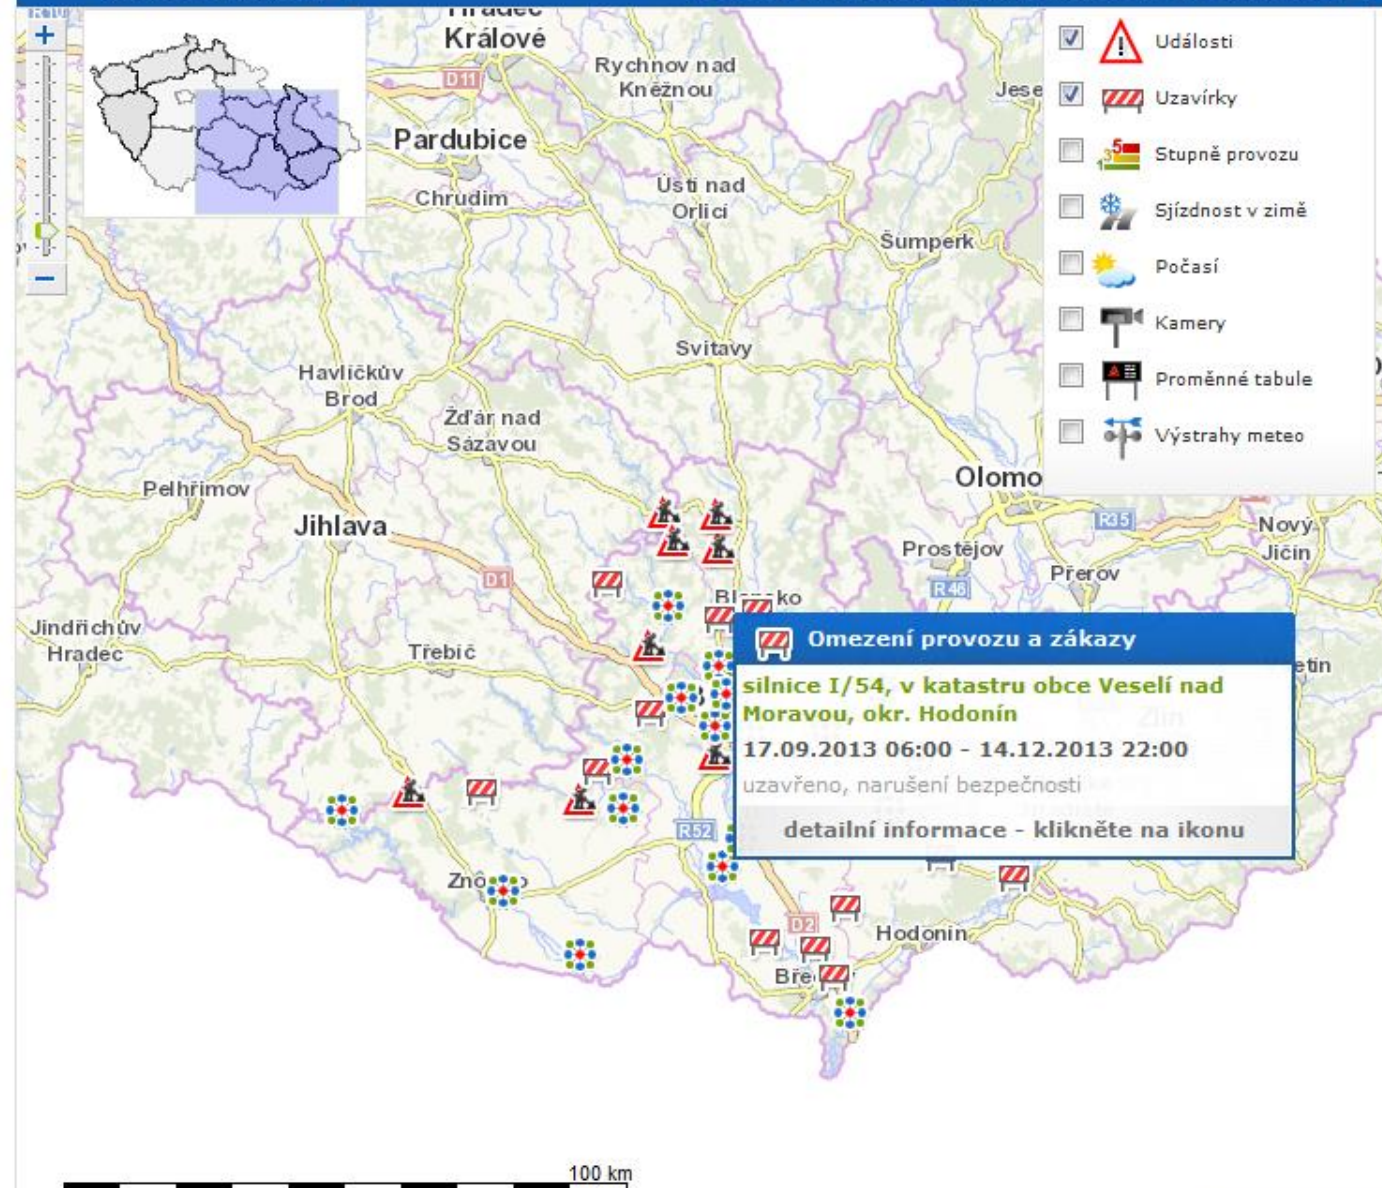 Hradec
Králové
D11
Rychnov nad
Kněžnou
Jese
Pardubice
Chrudim
Ústí nad
Orlicí
Šumperk
Svitavy
Havlíčkův
Brod
Žďár nad
Sázavou
Pelhřimov
Jihlava
Olomo
R35
Nový
Jičín
Prostějov
Přerov
R46
D1
Jindřichův
Hradec
Třebíč
etín
R52
D2
Hodonín
100 km
Události
Uzavírky
Stupně provozu
Sjízdnost v zimě
Počasí
Kamery
Proměnné tabule
Výstrahy meteo
Omezení provozu a zákazy
silnice I/54, v katastru obce Veselí nad
Moravou, okr. Hodonín
17.09.2013 06:00 - 14.12.2013 22:00
uzavřeno, narušení bezpečnosti
detailní informace - klikněte na ikonu